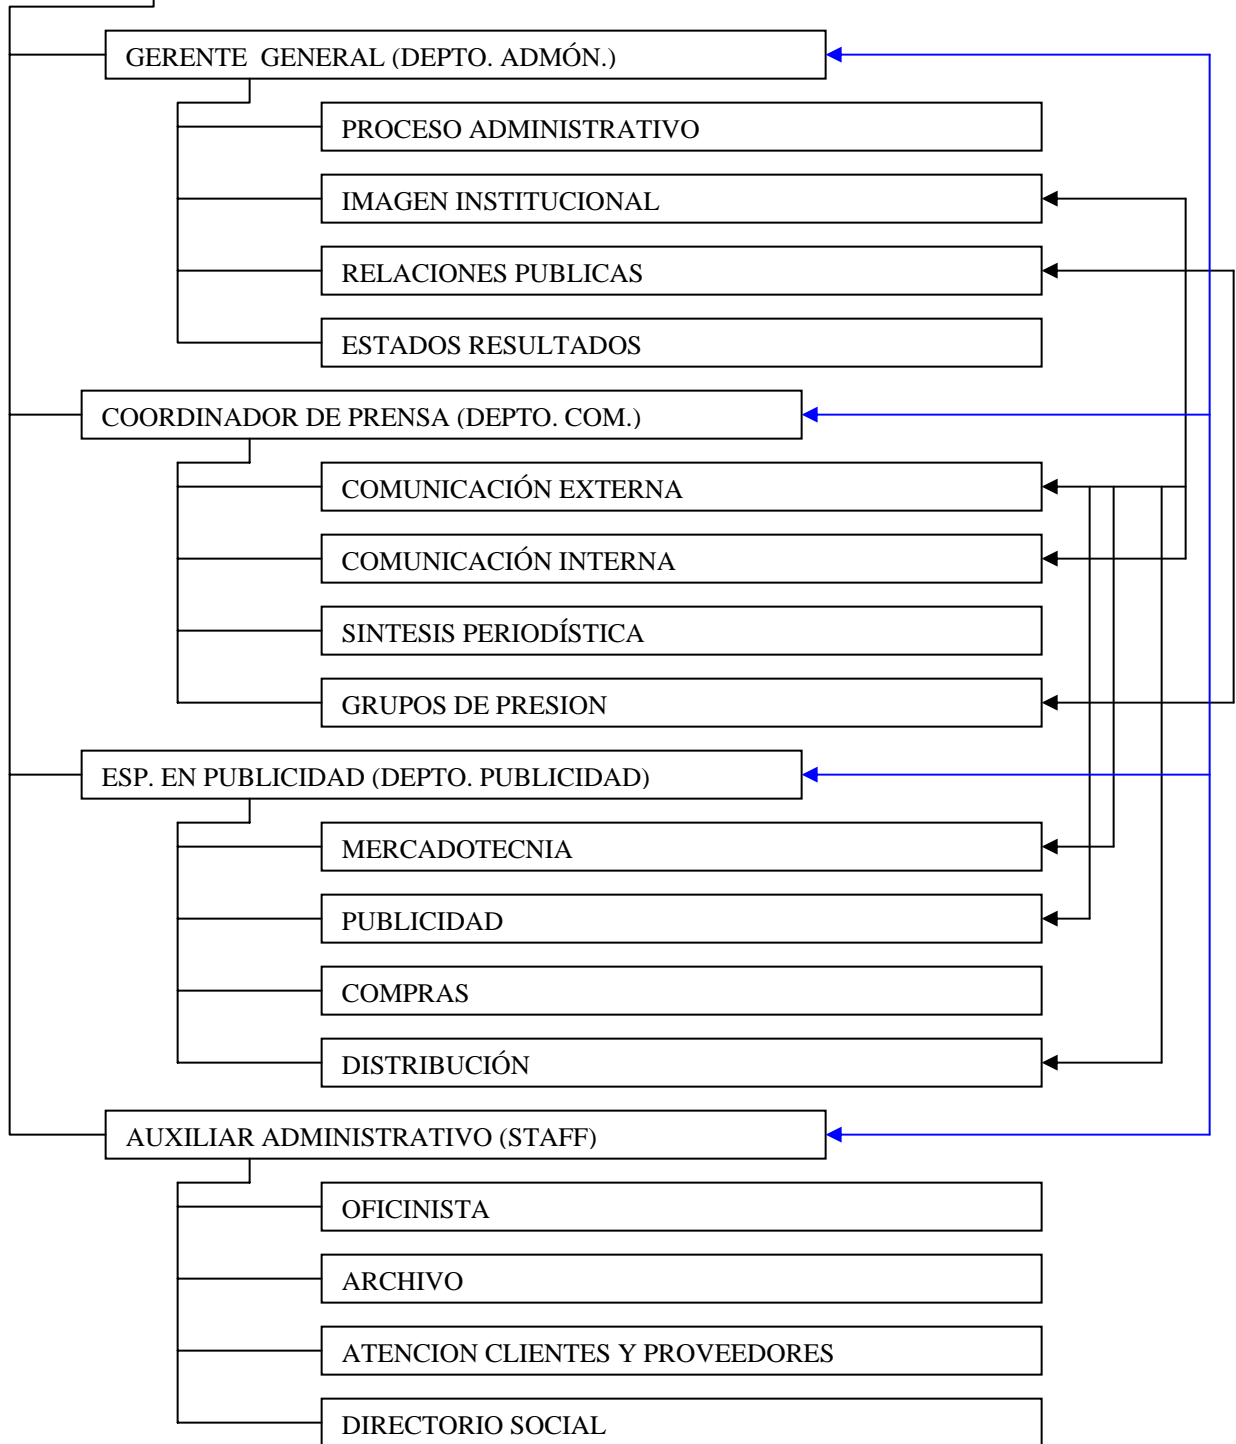 GERENTE GENERAL (DEPTO. ADMÓN.)
PROCESO ADMINISTRATIVO
IMAGEN INSTITUCIONAL
RELACIONES PUBLICAS
ESTADOS RESULTADOS
COORDINADOR DE PRENSA (DEPTO. COM.)
COMUNICACIÓN EXTERNA
COMUNICACIÓN INTERNA
SINTESIS PERIODÍSTICA
GRUPOS DE PRESION
ESP. EN PUBLICIDAD (DEPTO. PUBLICIDAD)
MERCADOTECNIA
PUBLICIDAD
COMPRAS
DISTRIBUCIÓN
AUXILIAR ADMINISTRATIVO (STAFF)
OFICINISTA
ARCHIVO
ATENCION CLIENTES Y PROVEEDORES
DIRECTORIO SOCIAL